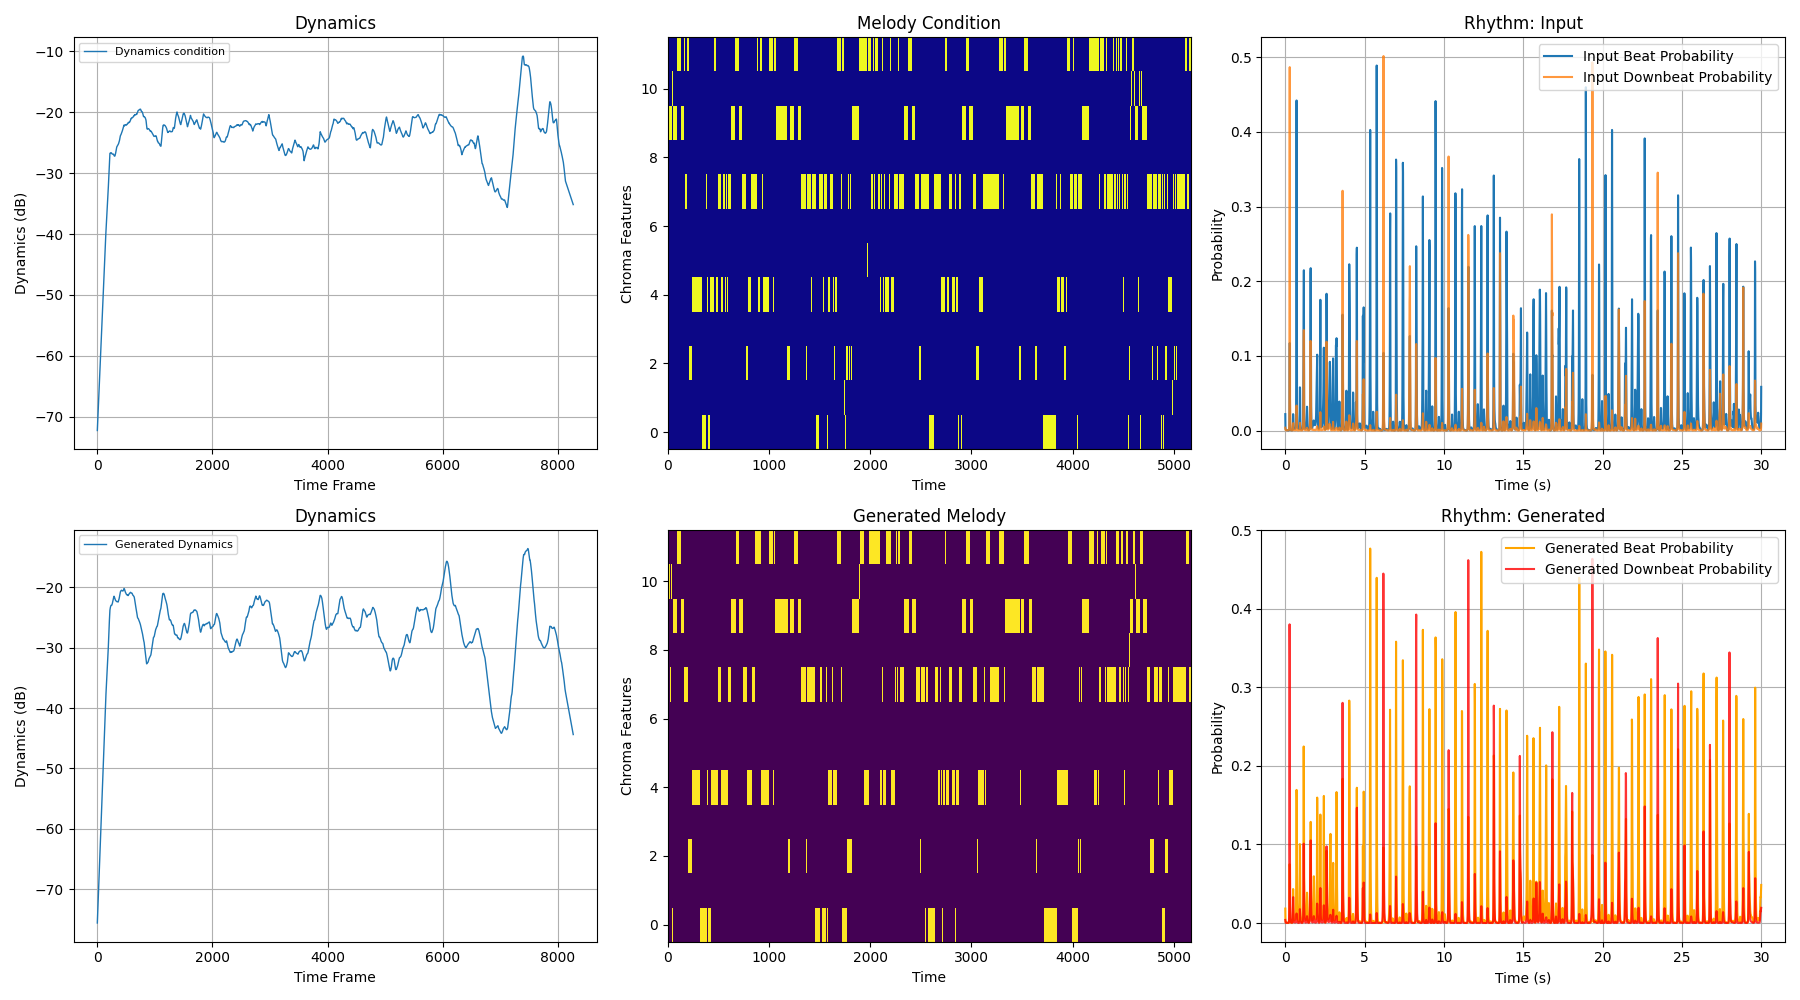 Dynamics
Dynamics condition
−10
−20
−30
−40
−50
−60
−70
Dynamics (dB)
0 2000 4000 6000 8000
Time Frame
Melody Condition
10
8
6
4
2
0
Chroma Features
0 1000 2000 3000 4000 5000
Time
Rhythm: Input
Input Beat Probability
Input Downbeat Probability
0.5
0.4
0.3
0.2
0.1
0.0
Probability
0 5 10 15 20 25 30
Time (s)
Dynamics
Generated Dynamics
−20
−30
−40
−50
−60
−70
Dynamics (dB)
0 2000 4000 6000 8000
Time Frame
Generated Melody
10
8
6
4
2
0
Chroma Features
0 1000 2000 3000 4000 5000
Time
Rhythm: Generated
Generated Beat Probability
Generated Downbeat Probability
0.5
0.4
0.3
0.2
0.1
0.0
Probability
0 5 10 15 20 25 30
Time (s)